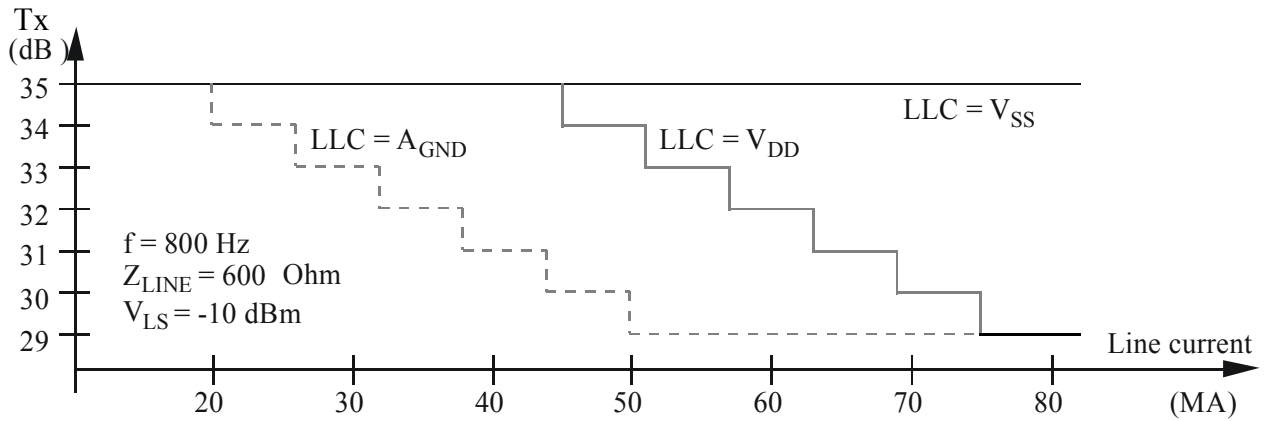 Tx
(dB )
35
34
33
32
31
30
29
LLC = V_SS
LLC = A_GND
LLC = V_DD
f = 800 Hz
Z_LINE = 600 Ohm
V_LS = -10 dBm
Line current
20 30 40 50 60 70 80 (MA)